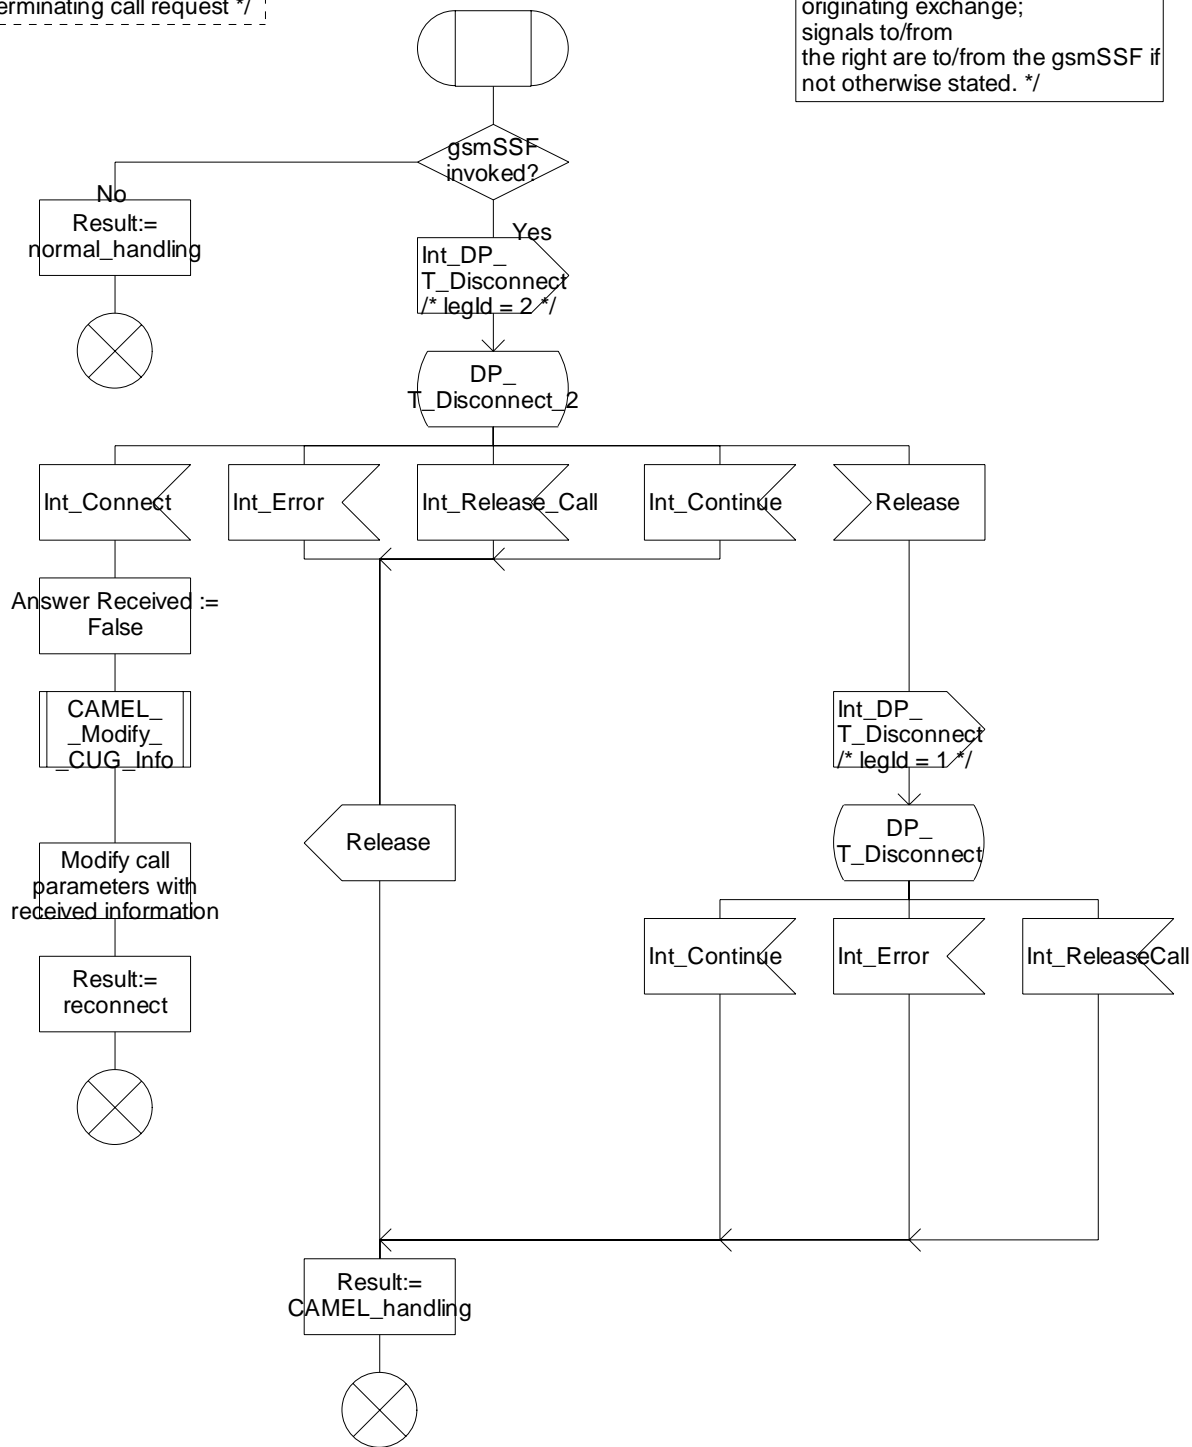 erminating call request */
originating exchange;
signals to/from
the right are to/from the gsmSSF if
not otherwise stated. */
gsmSSF
invoked?
No
Result:=
normal_handling
Yes
Int_DP_
T_Disconnect
/* legId = 2 */
DP_
T_Disconnect_2
Int_Connect
Int_Error
Int_Release_Call
Int_Continue
Release
Answer Received :=
False
CAMEL_
_Modify_
_CUG_Info
Int_DP_
T_Disconnect
/* legId = 1 */
Release
DP_
T_Disconnect
Modify call
parameters with
received information
Int_Continue
Int_Error
Int_ReleaseCall
Result:=
reconnect
Result:=
CAMEL_handling